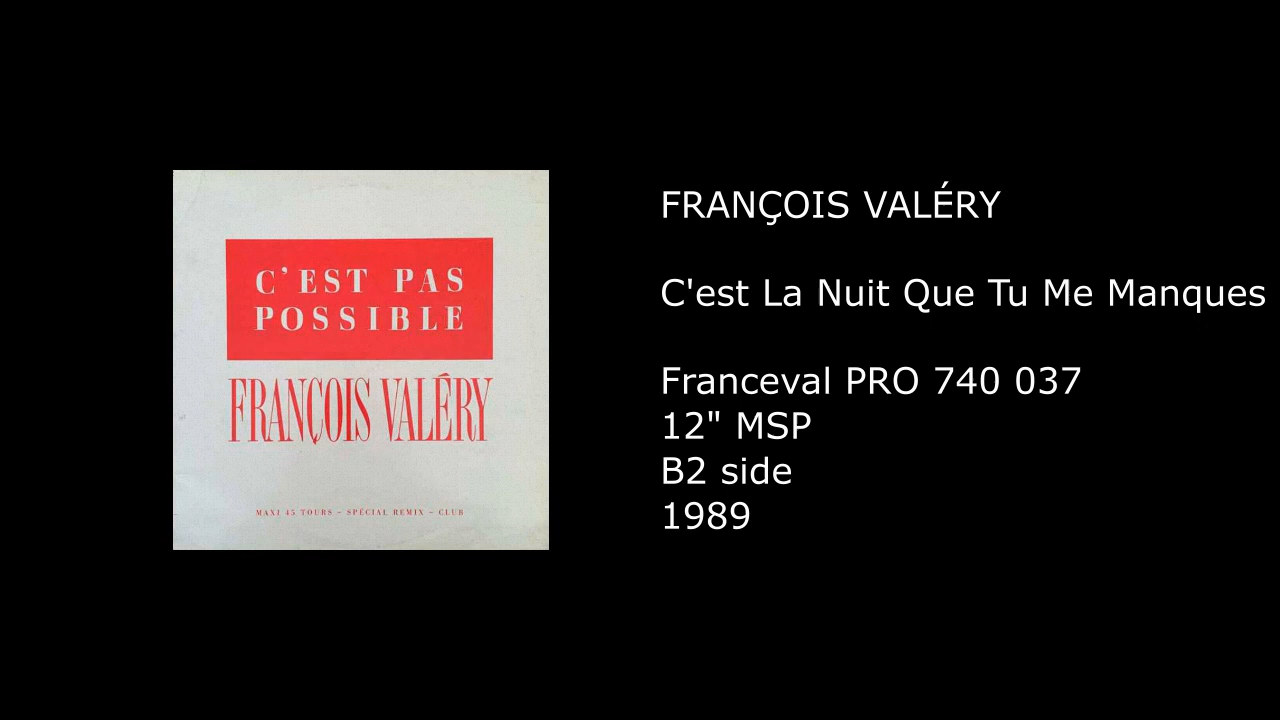 C'EST PAS
POSSIBLE
FRANÇOIS VALÉRY
MAXI 45 TOURS – SPÉCIAL REMIX – CLUB
FRANÇOIS VALÉRY
C'est La Nuit Que Tu Me Manques
Franceval PRO 740 037
12" MSP
B2 side
1989